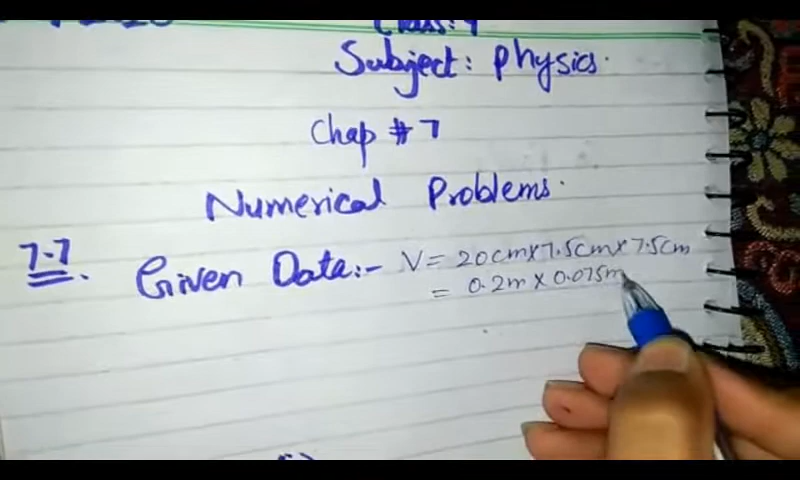 Subject: Physics.
Chap # 7
Numerical Problems.
7.7. Given Data:- V = 20cm×7.5cm×7.5cm
= 0.2m × 0.075m